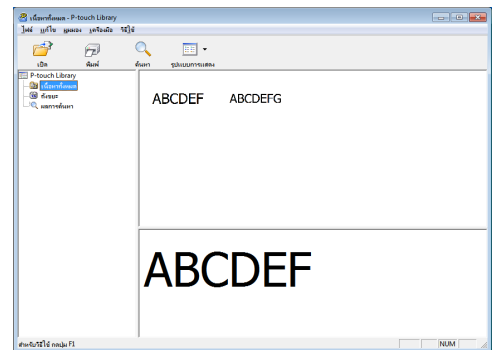 เนื้อหาทั้งหมด - P-touch Library
ไฟล์ แก้ไข มุมมอง เครื่องมือ วิธีใช้
เปิด พิมพ์ ค้นหา รูปแบบการแสดง
P-touch Library
เนื้อหาทั้งหมด
ถังขยะ
ผลการค้นหา
ABCDEF ABCDEFG
ABCDEF
สำหรับวิธีใช้ กดปุ่ม F1
NUM